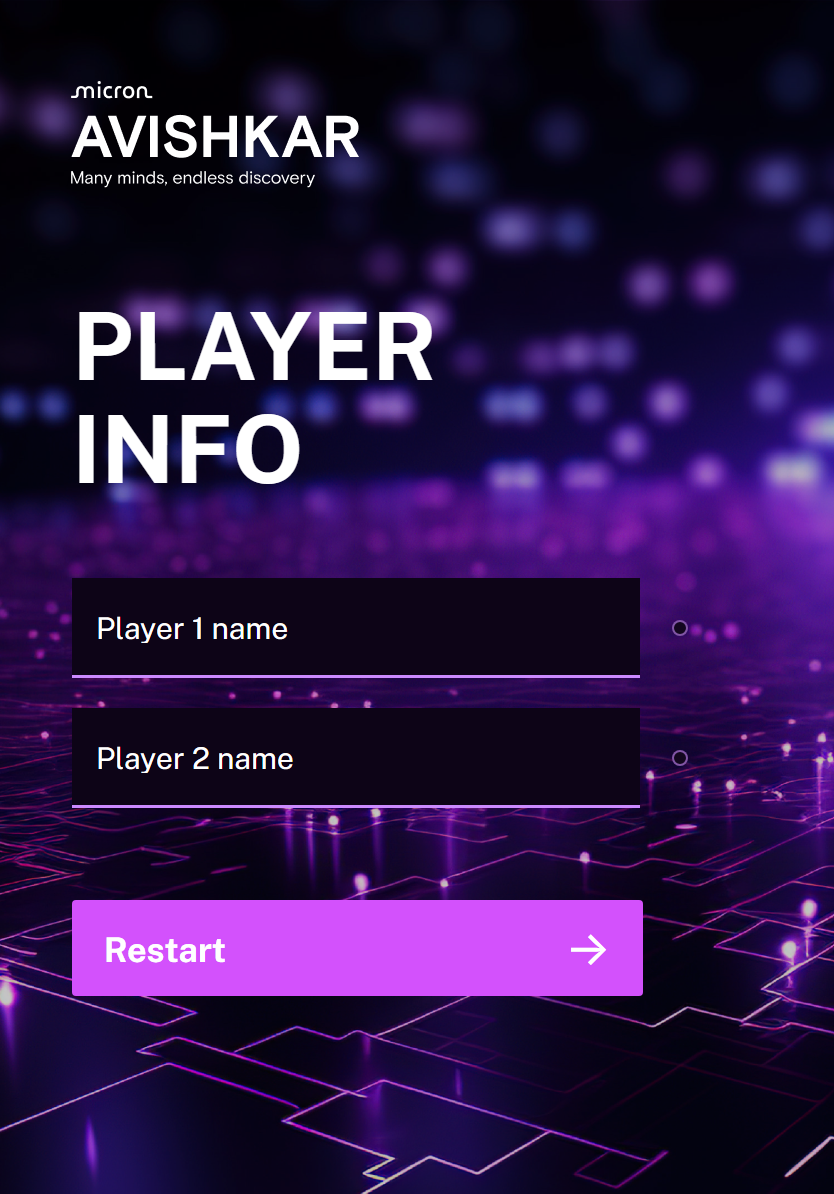 micron
AVISHKAR
Many minds, endless discovery
PLAYER
INFO
Player 1 name
Player 2 name
Restart